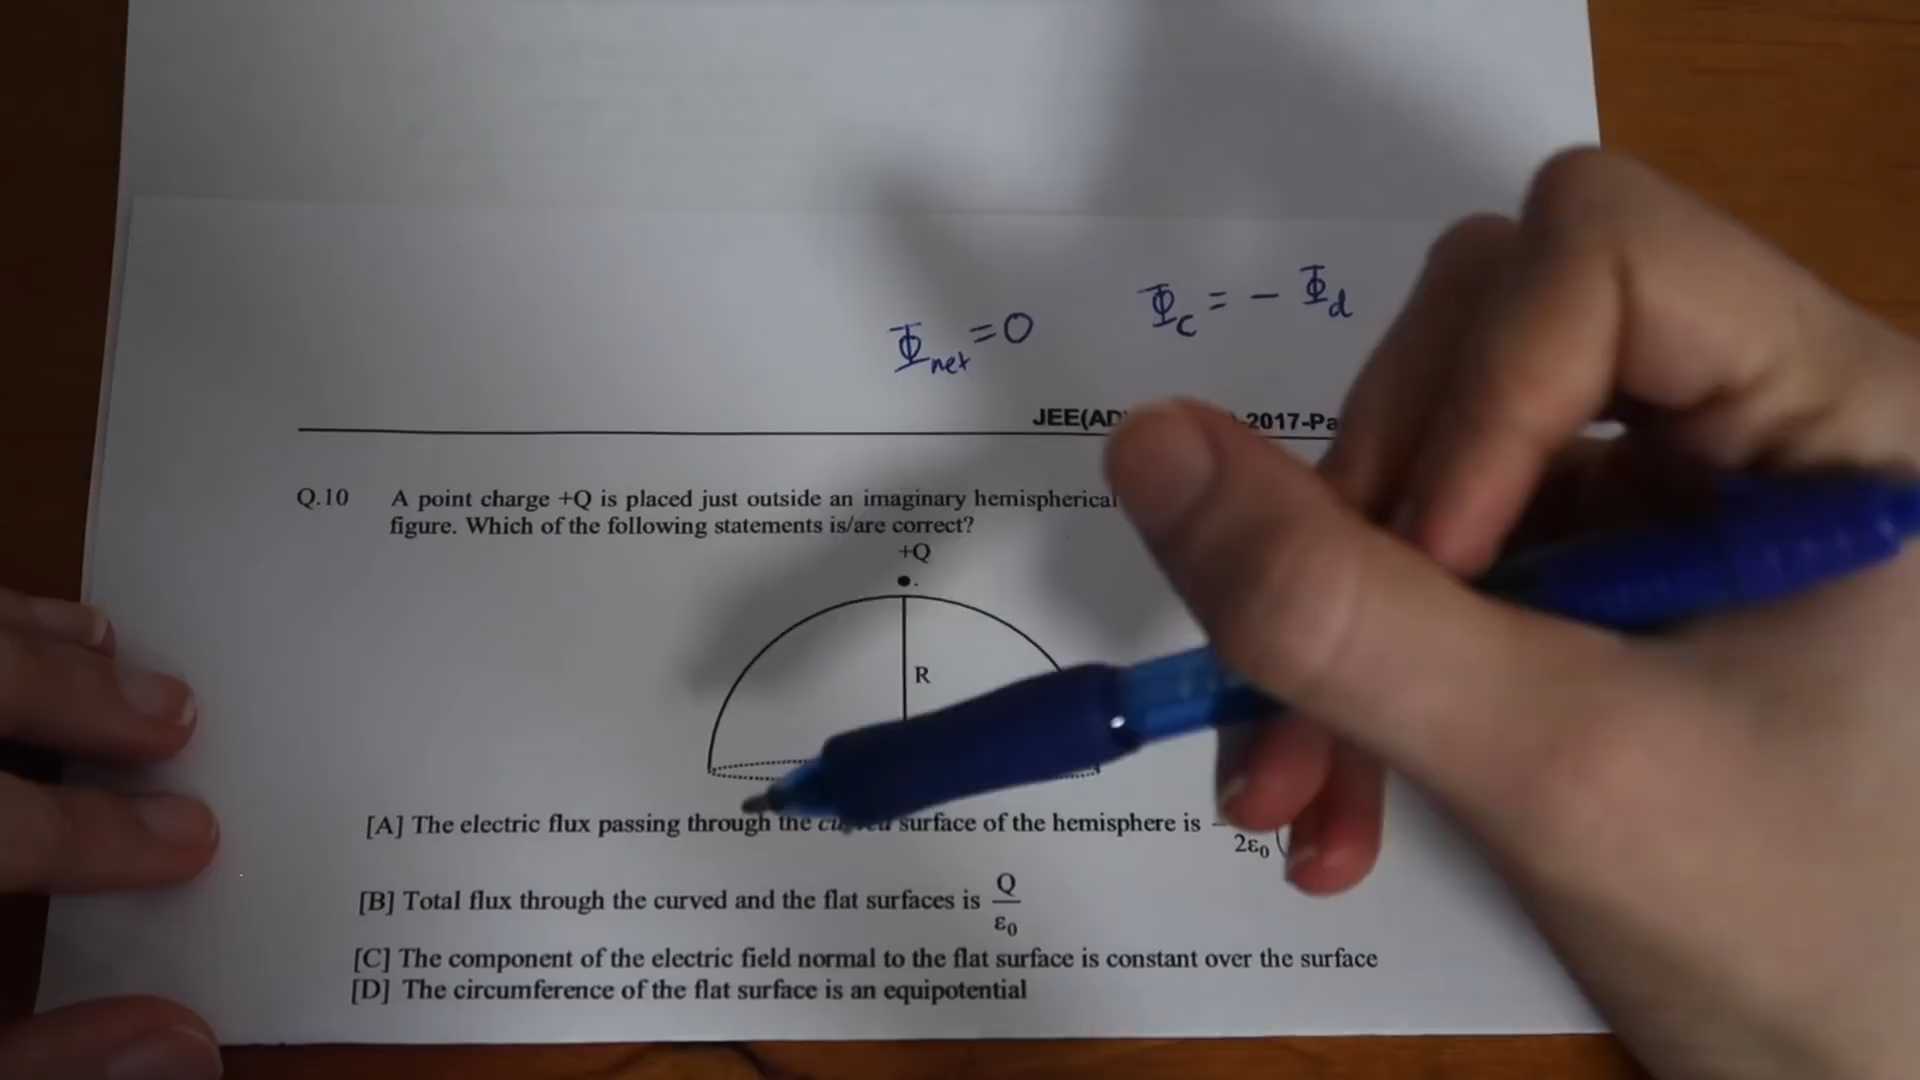 Φc = − Φd
Φnet = 0
JEE(AD -2017-Pa
Q.10 A point charge +Q is placed just outside an imaginary hemispherical
figure. Which of the following statements is/are correct?
+Q
R
[A] The electric flux passing through the surface of the hemisphere is
2ε₀
[B] Total flux through the curved and the flat surfaces is Q/ε₀
[C] The component of the electric field normal to the flat surface is constant over the surface
[D] The circumference of the flat surface is an equipotential